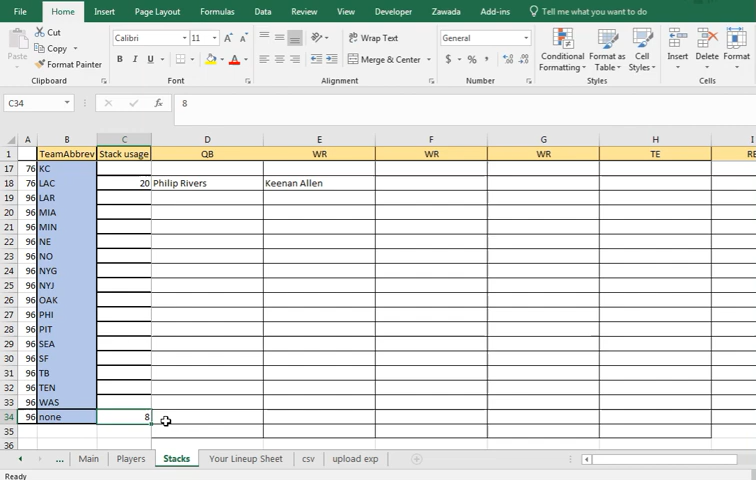 File Home Insert Page Layout Formulas Data Review View Developer Zawada Add-ins Tell me what you want to do
Paste
Cut
Copy
Format Painter
Clipboard
Calibri 11 A A
B I U A
Font
Wrap Text
Merge & Center
Alignment
General
$ %
Number
Conditional Formatting
Format as Table
Cell Styles
Styles
Insert Delete Format
Cells
C34 fx 8
A B C D E F G H I
1 TeamAbbrev Stack usage QB WR WR WR TE RE
17 76 KC
18 76 LAC 20 Philip Rivers Keenan Allen
19 96 LAR
20 96 MIA
21 96 MIN
22 96 NE
23 96 NO
24 96 NYG
25 96 NYJ
26 96 OAK
27 96 PHI
28 96 PIT
29 96 SEA
30 96 SF
31 96 TB
32 96 TEN
33 96 WAS
34 96 none 8
35
36
... Main Players Stacks Your Lineup Sheet csv upload exp
Ready